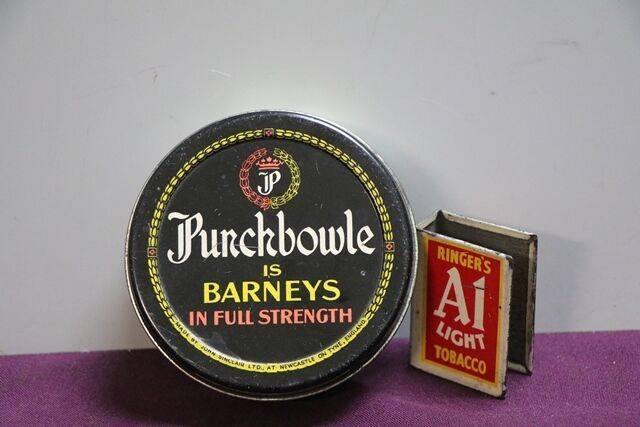 JP
Punchbowle
IS
BARNEYS
IN FULL STRENGTH
MADE BY JOHN SINCLAIR LTD., AT NEWCASTLE ON TYNE, ENGLAND
RINGER'S
A1
LIGHT
TOBACCO